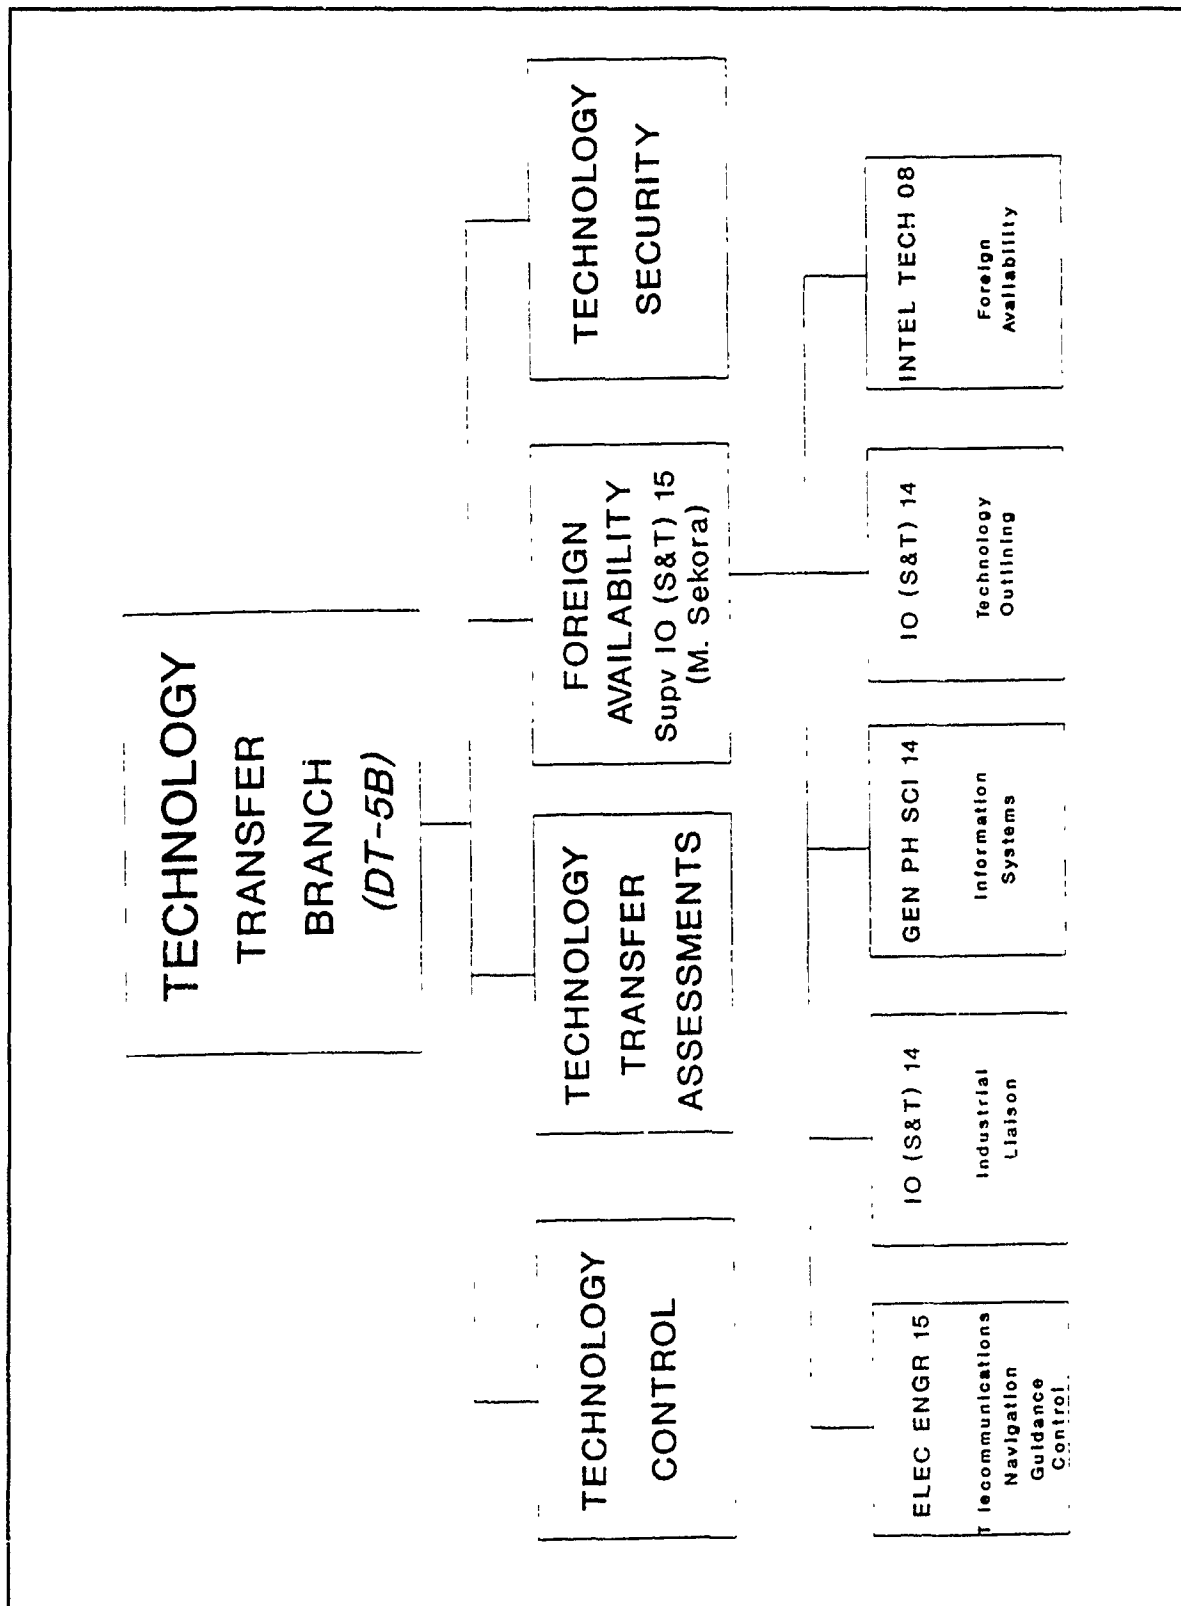 TECHNOLOGY
TRANSFER
BRANCH
(DT-5B)
TECHNOLOGY
CONTROL
TECHNOLOGY
TRANSFER
ASSESSMENTS
FOREIGN
AVAILABILITY
Supv IO (S&T) 15
(M. Sekora)
TECHNOLOGY
SECURITY
ELEC ENGR 15
T lecommunications
Navigation
Guidance
Control
IO (S&T) 14
Industrial
Liaison
GEN PH SCI 14
Information
Systems
IO (S&T) 14
Technology
Outlining
INTEL TECH 08
Foreign
Availability